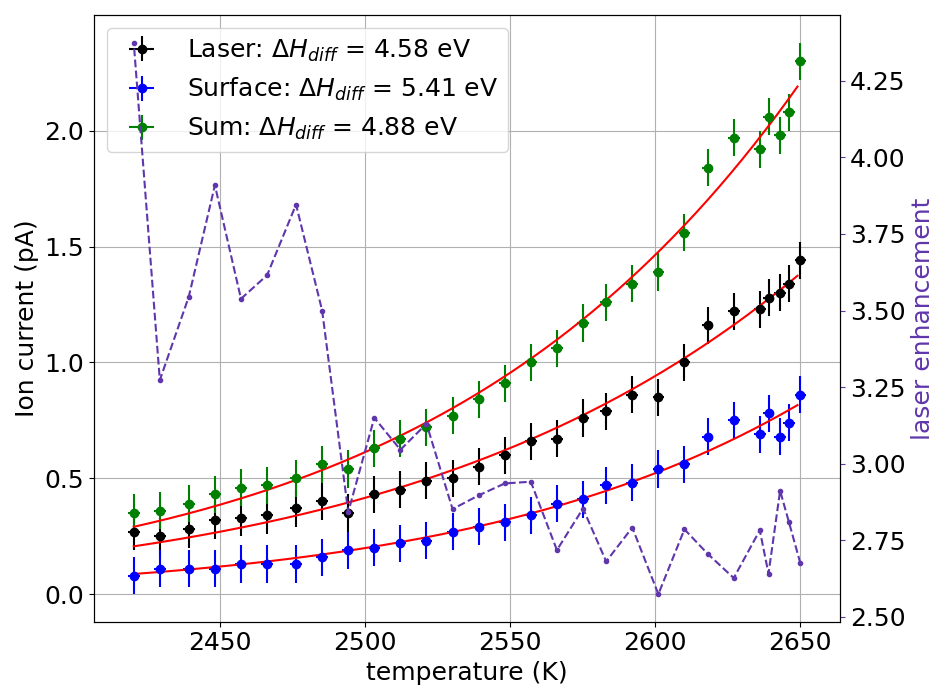 Laser: ΔH_diff = 4.58 eV
Surface: ΔH_diff = 5.41 eV
Sum: ΔH_diff = 4.88 eV
Ion current (pA)
2.0
1.5
1.0
0.5
0.0
4.25
4.00
3.75
3.50
3.25
3.00
2.75
2.50
laser enhancement
2450 2500 2550 2600 2650
temperature (K)